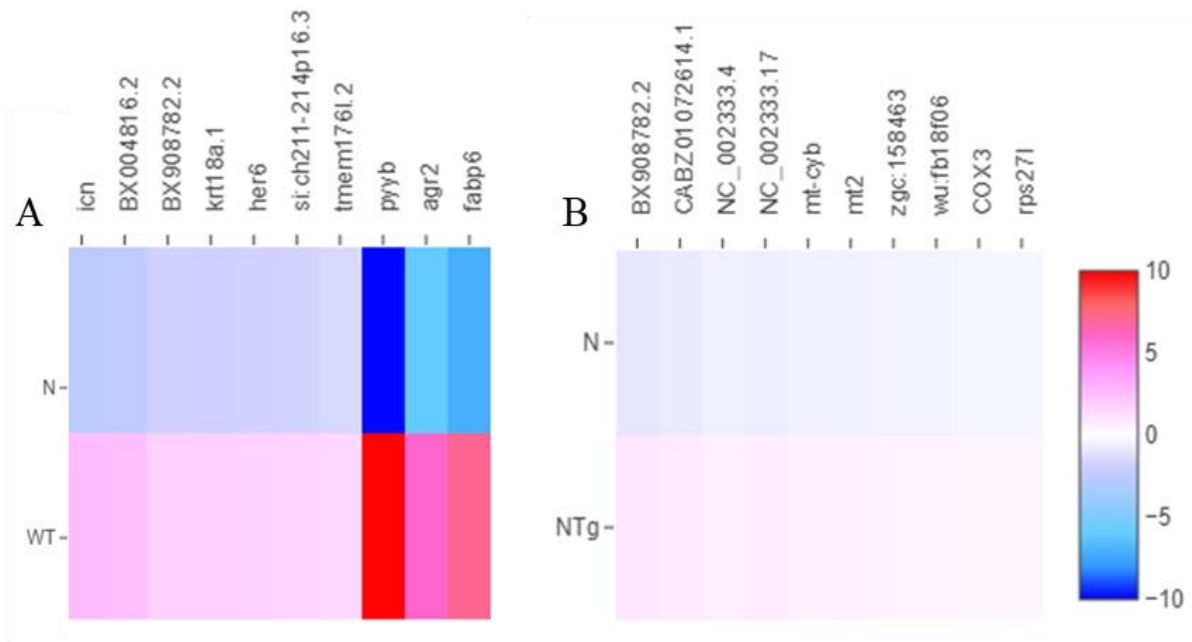 A
icn
BX004816.2
BX908782.2
krt18a.1
her6
si:ch211-214p16.3
tmem176l.2
pyyb
agr2
fabp6
N
WT
B
BX908782.2
CABZ01072614.1
NC_002333.4
NC_002333.17
mt-cyb
mt2
zgc:158463
wu:fb18f06
COX3
rps27l
N
NTg
10
5
0
−5
−10